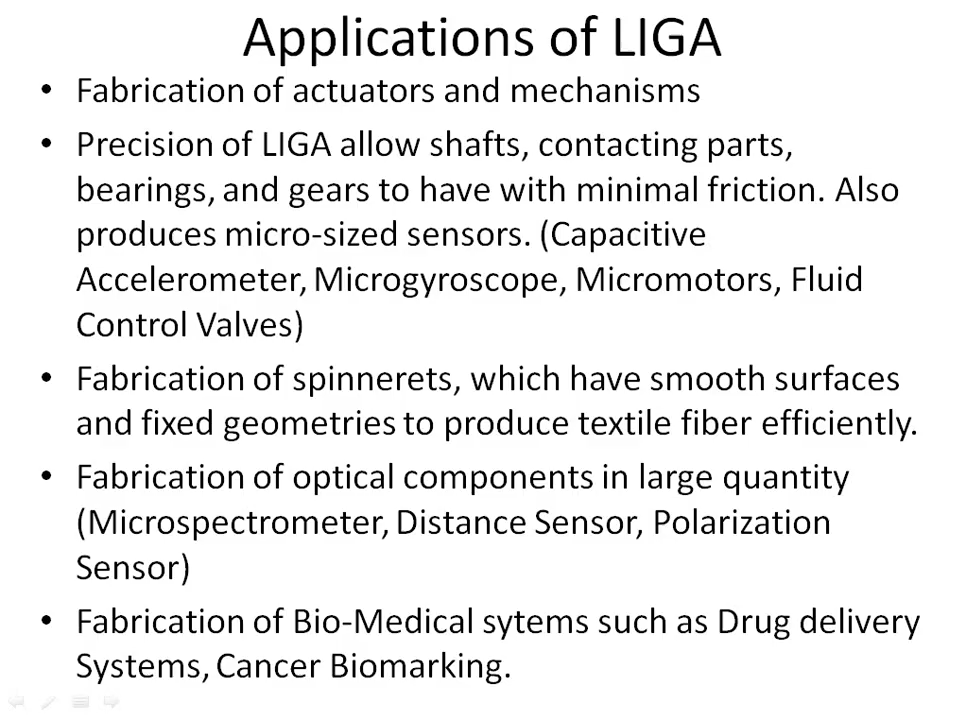 Applications of LIGA
• Fabrication of actuators and mechanisms
• Precision of LIGA allow shafts, contacting parts,
bearings, and gears to have with minimal friction. Also
produces micro-sized sensors. (Capacitive
Accelerometer, Microgyroscope, Micromotors, Fluid
Control Valves)
• Fabrication of spinnerets, which have smooth surfaces
and fixed geometries to produce textile fiber efficiently.
• Fabrication of optical components in large quantity
(Microspectrometer, Distance Sensor, Polarization
Sensor)
• Fabrication of Bio-Medical sytems such as Drug delivery
Systems, Cancer Biomarking.